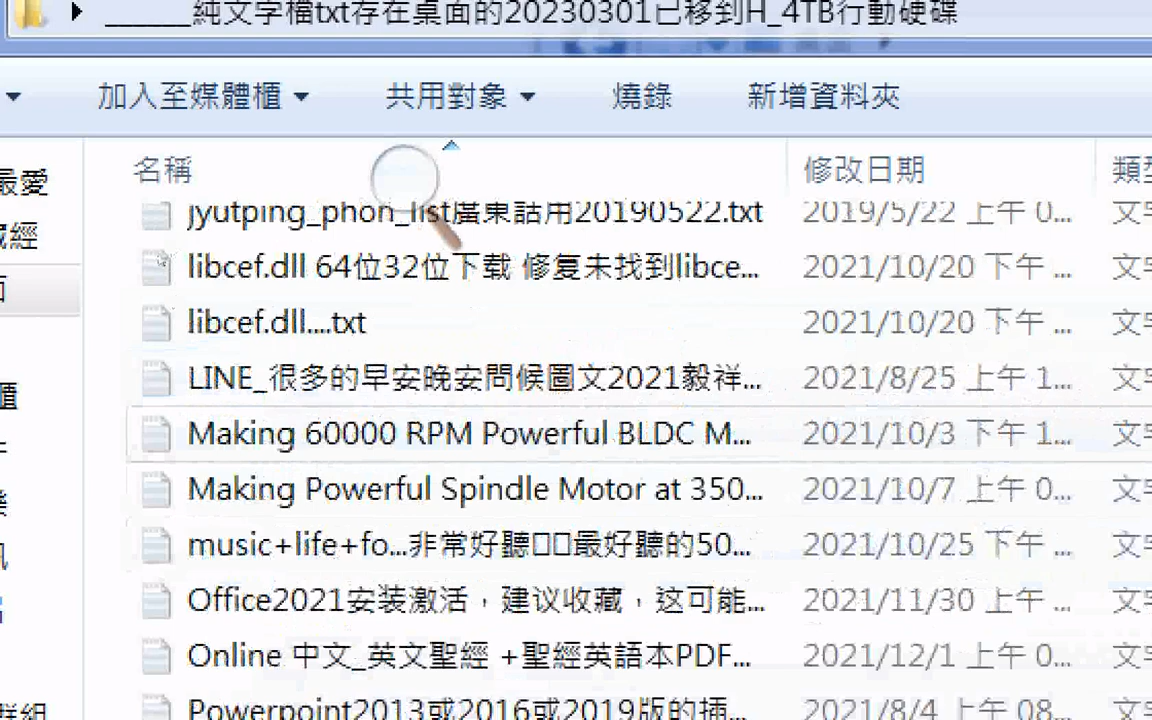 _______純文字檔txt存在桌面的20230301已移到H_4TB行動硬碟
加入至媒體櫃 共用對象 燒錄 新增資料夾
名稱 修改日期
最愛
jyutping_phon_list廣東話用20190522.txt 2019/5/22 上午 0...
libcef.dll 64位32位下载 修复未找到libce... 2021/10/20 下午 ...
libcef.dll....txt 2021/10/20 下午 ...
LINE_很多的早安晚安問候圖文2021毅祥... 2021/8/25 上午 1...
Making 60000 RPM Powerful BLDC M... 2021/10/3 下午 1...
Making Powerful Spindle Motor at 350... 2021/10/7 上午 0...
music+life+fo...非常好聽▯▯最好聽的50... 2021/10/25 下午 ...
Office2021安装激活，建议收藏，这可能... 2021/11/30 上午 ...
Online 中文_英文聖經 +聖經英語本PDF... 2021/12/1 上午 0...
Powerpoint2013或2016或2019版的插... 2021/8/4 上午 08...